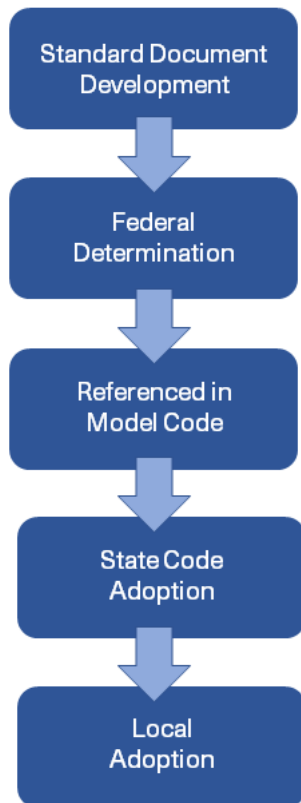 Standard Document
Development
Federal
Determination
Referenced in
Model Code
State Code
Adoption
Local
Adoption